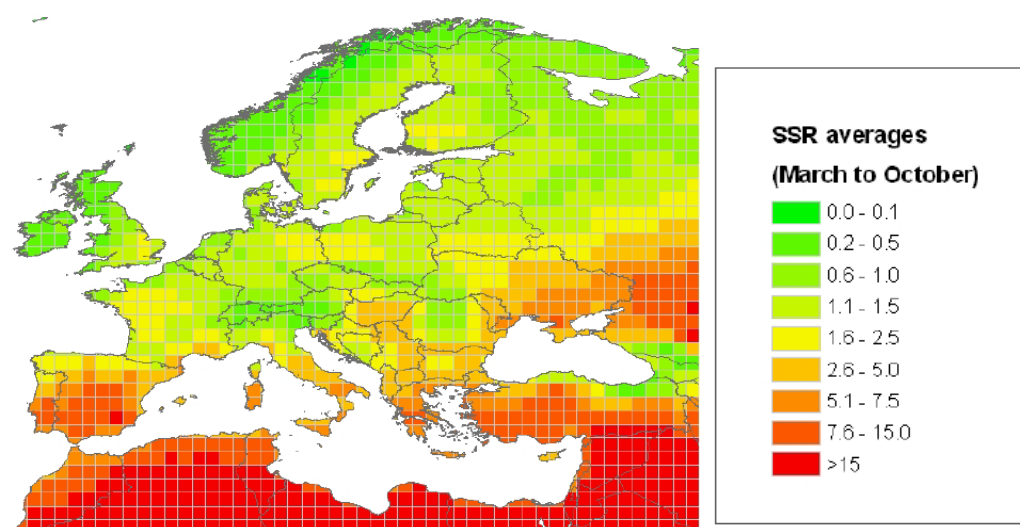 SSR averages
(March to October)
0.0 - 0.1
0.2 - 0.5
0.6 - 1.0
1.1 - 1.5
1.6 - 2.5
2.6 - 5.0
5.1 - 7.5
7.6 - 15.0
>15